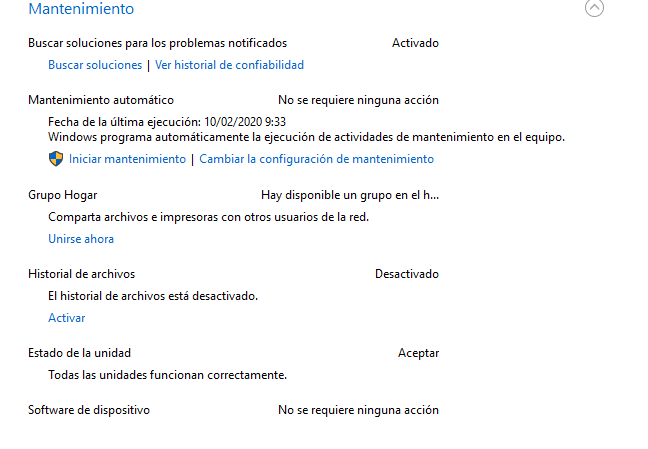 Mantenimiento
Buscar soluciones para los problemas notificados Activado
Buscar soluciones | Ver historial de confiabilidad
Mantenimiento automático No se requiere ninguna acción
Fecha de la última ejecución: 10/02/2020 9:33
Windows programa automáticamente la ejecución de actividades de mantenimiento en el equipo.
Iniciar mantenimiento | Cambiar la configuración de mantenimiento
Grupo Hogar Hay disponible un grupo en el h...
Comparta archivos e impresoras con otros usuarios de la red.
Unirse ahora
Historial de archivos Desactivado
El historial de archivos está desactivado.
Activar
Estado de la unidad Aceptar
Todas las unidades funcionan correctamente.
Software de dispositivo No se requiere ninguna acción